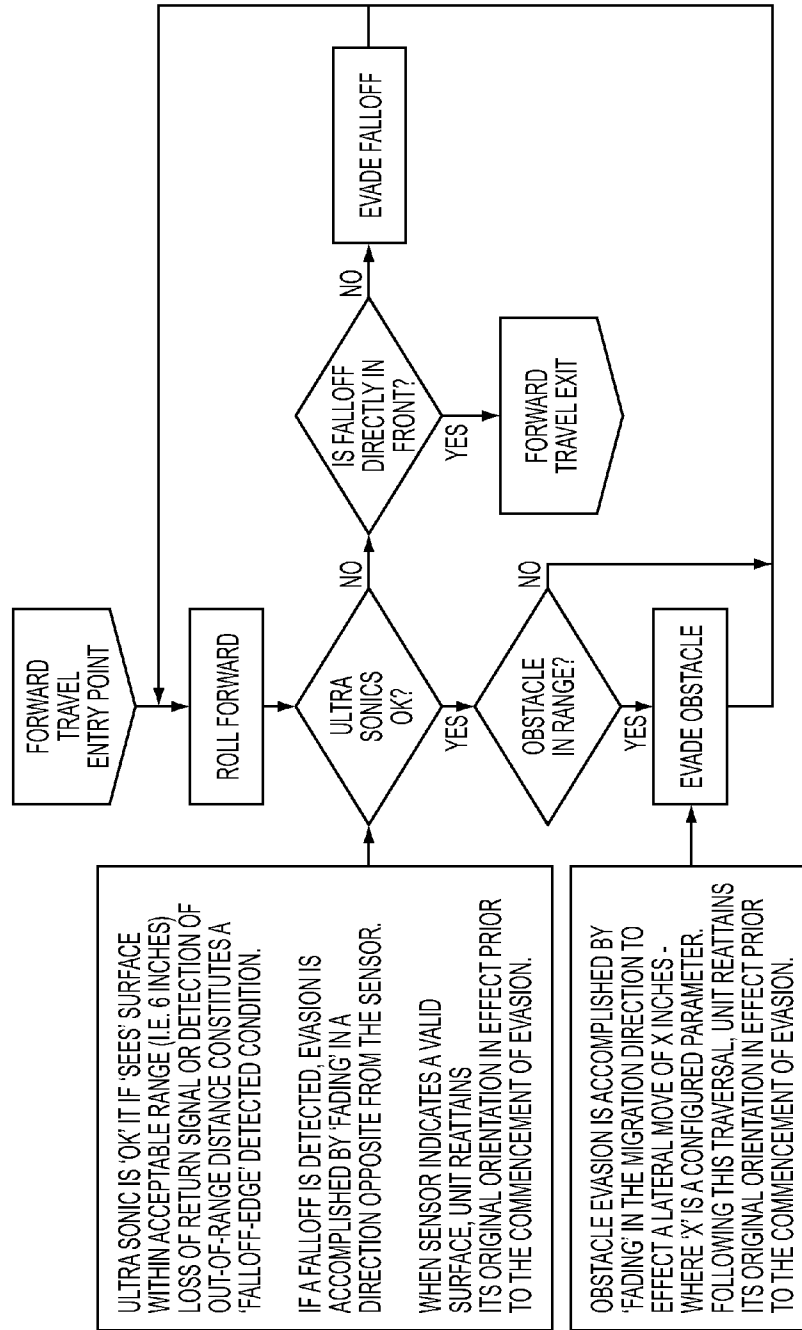 FORWARD
TRAVEL
ENTRY POINT
ROLL FORWARD
ULTRA SONIC IS 'OK' IT IF 'SEES' SURFACE
WITHIN ACCEPTABLE RANGE (I.E. 6 INCHES)
LOSS OF RETURN SIGNAL OR DETECTION OF
OUT-OF-RANGE DISTANCE CONSTITUTES A
'FALLOFF-EDGE' DETECTED CONDITION.
IF A FALLOFF IS DETECTED, EVASION IS
ACCOMPLISHED BY 'FADING' IN A
DIRECTION OPPOSITE FROM THE SENSOR.
WHEN SENSOR INDICATES A VALID
SURFACE, UNIT REATTAINS
ITS ORIGINAL ORIENTATION IN EFFECT PRIOR
TO THE COMMENCEMENT OF EVASION.
ULTRA
SONICS
OK?
NO
YES
IS FALLOFF
DIRECTLY IN
FRONT?
NO
YES
EVADE FALLOFF
FORWARD
TRAVEL EXIT
OBSTACLE
IN RANGE?
NO
YES
OBSTACLE EVASION IS ACCOMPLISHED BY
'FADING' IN THE MIGRATION DIRECTION TO
EFFECT A LATERAL MOVE OF X INCHES -
WHERE 'X' IS A CONFIGURED PARAMETER.
FOLLOWING THIS TRAVERSAL, UNIT REATTAINS
ITS ORIGINAL ORIENTATION IN EFFECT PRIOR
TO THE COMMENCEMENT OF EVASION.
EVADE OBSTACLE